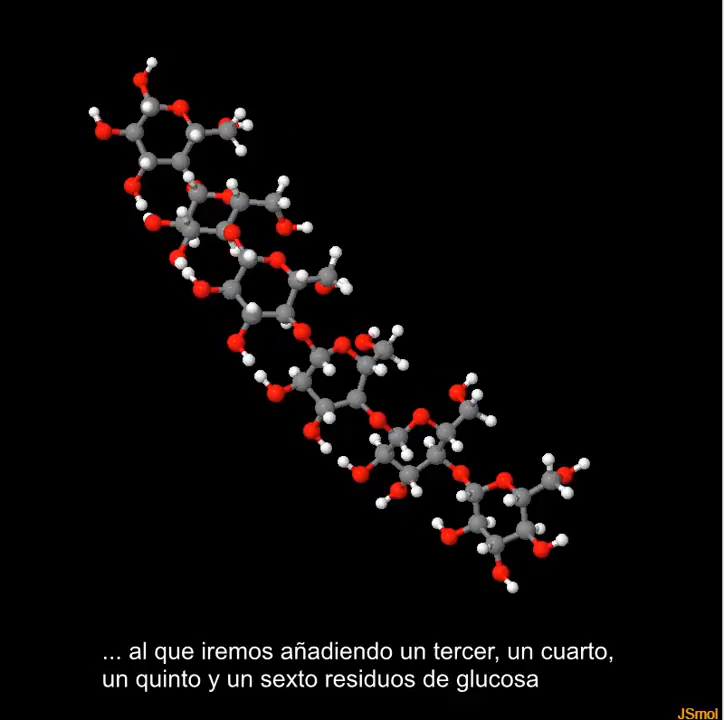 ... al que iremos añadiendo un tercer, un cuarto,
un quinto y un sexto residuos de glucosa
JSmol